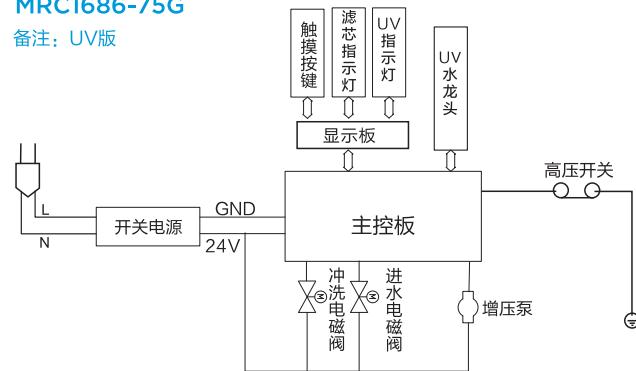 MRC1686-75G
备注：UV版
触摸按键
滤芯指示灯
UV指示灯
UV水龙头
显示板
高压开关
L
N
开关电源
GND
24V
主控板
冲洗电磁阀
M
进水电磁阀
M
增压泵